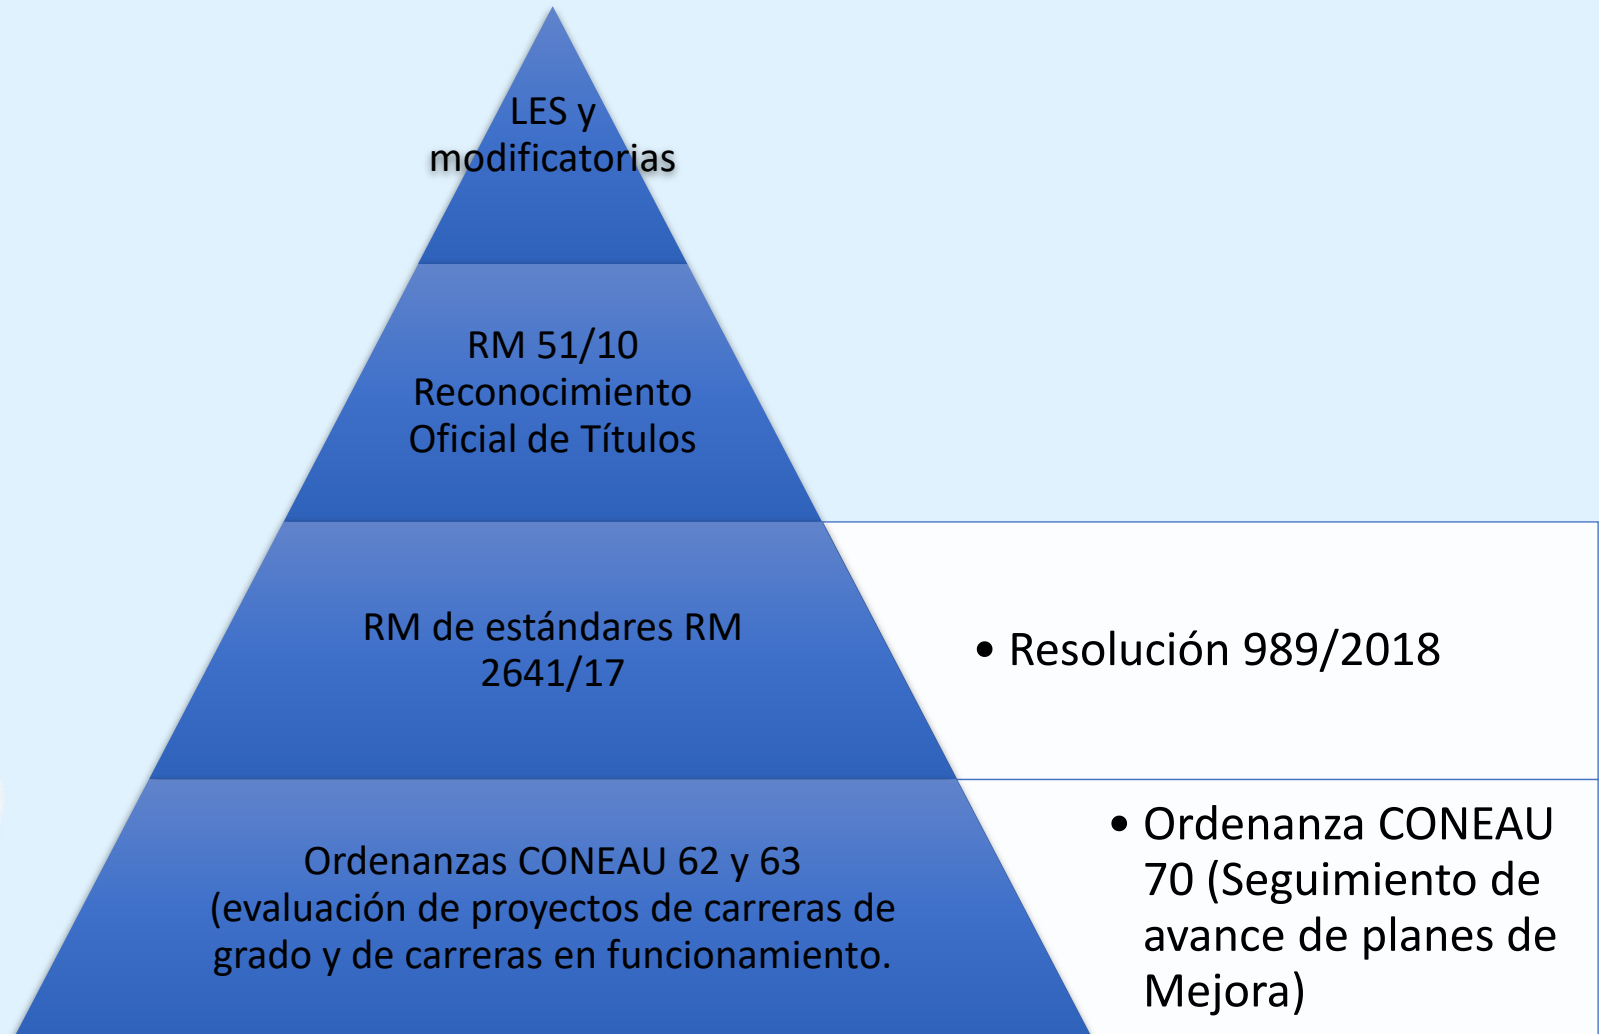 LES y
modificatorias
RM 51/10
Reconocimiento
Oficial de Títulos
RM de estándares RM
2641/17
• Resolución 989/2018
Ordenanzas CONEAU 62 y 63
(evaluación de proyectos de carreras de
grado y de carreras en funcionamiento.
• Ordenanza CONEAU
70 (Seguimiento de
avance de planes de
Mejora)